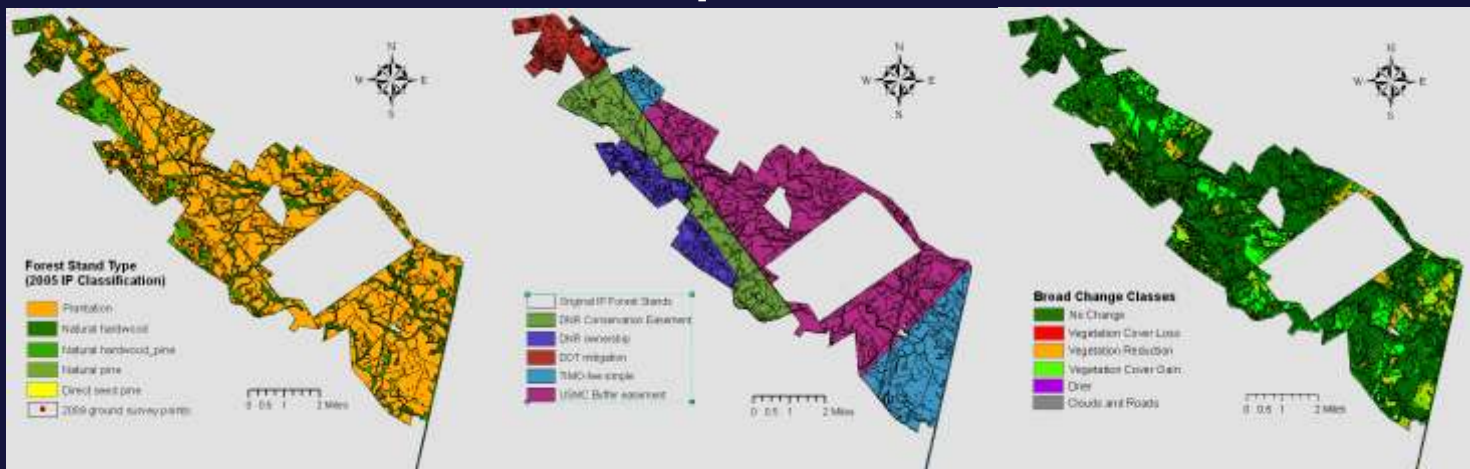 N
W E
S
Forest Stand Type
(2005 IP Classification)
Plantation
Natural hardwood
Natural hardwood_pine
Natural pine
Direct seed pine
2009 ground survey points
0 0.5 1 2 Miles
N
W E
S
Original IP Forest Stands
DNR Conservation Easement
DNR ownership
DOT mitigation
TIMO-fee simple
USMC Buffer easement
0 0.5 1 2 Miles
N
W E
S
Broad Change Classes
No Change
Vegetation Cover Loss
Vegetation Reduction
Vegetation Cover Gain
Drier
Clouds and Roads
0 0.5 1 2 Miles